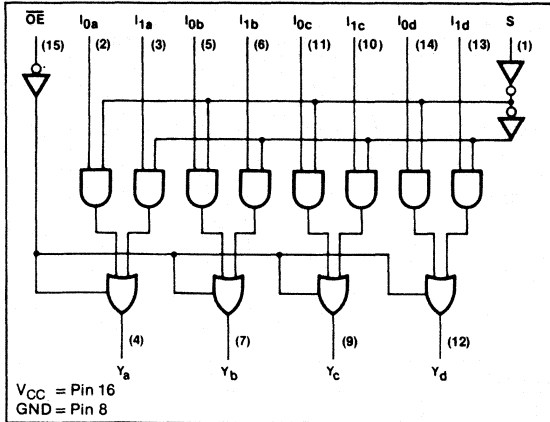 OE I0a I1a I0b I1b I0c I1c I0d I1d S
(15) (2) (3) (5) (6) (11) (10) (14) (13) (1)
(4) (7) (9) (12)
Ya Yb Yc Yd
VCC = Pin 16
GND = Pin 8